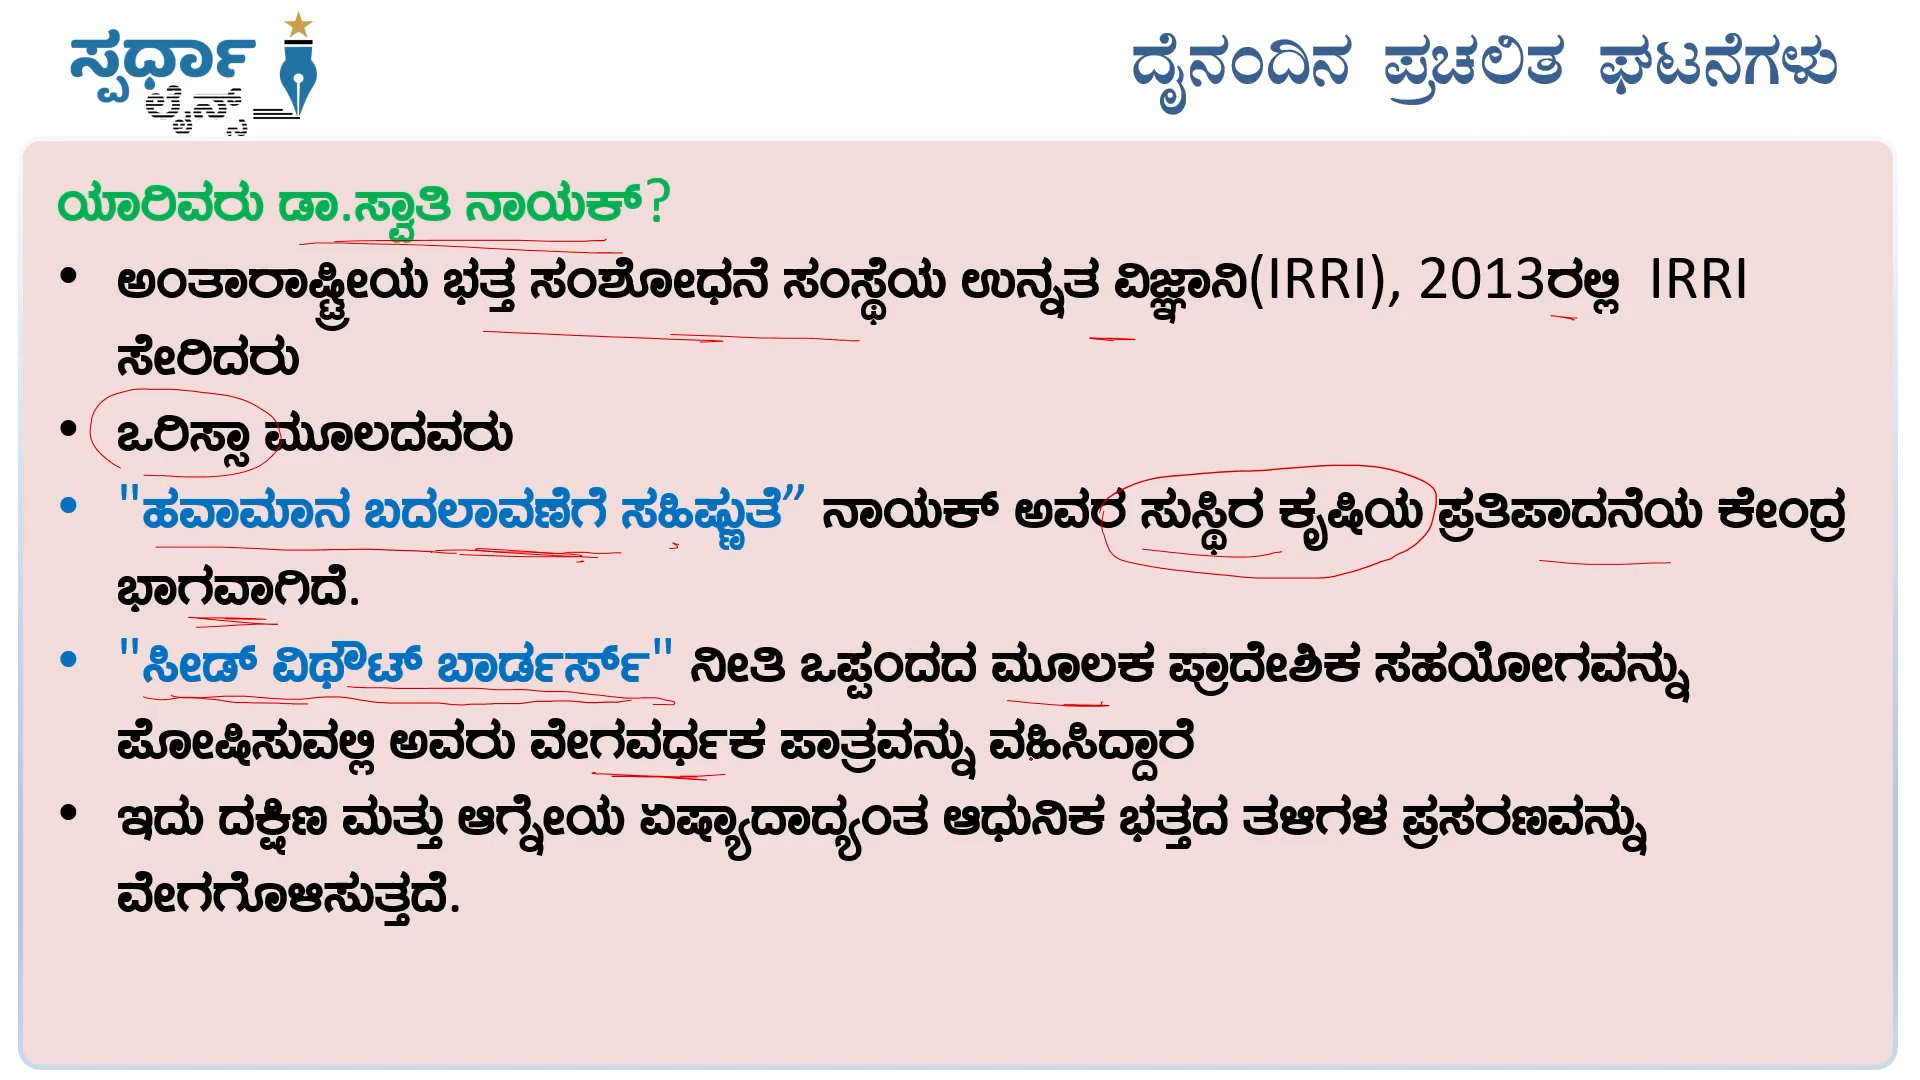 ಸ್ಪರ್ಧಾ
ಲೈನ್ಸ್
ದೈನಂದಿನ ಪ್ರಚಲಿತ ಘಟನೆಗಳು
ಯಾರಿವರು ಡಾ.ಸ್ವಾತಿ ನಾಯಕ್?
• ಅಂತಾರಾಷ್ಟ್ರೀಯ ಭತ್ತ ಸಂಶೋಧನೆ ಸಂಸ್ಥೆಯ ಉನ್ನತ ವಿಜ್ಞಾನಿ(IRRI), 2013ರಲ್ಲಿ IRRI
ಸೇರಿದರು
• ಒರಿಸ್ಸಾ ಮೂಲದವರು
• "ಹವಾಮಾನ ಬದಲಾವಣೆಗೆ ಸಹಿಷ್ಣುತೆ” ನಾಯಕ್ ಅವರ ಸುಸ್ಥಿರ ಕೃಷಿಯ ಪ್ರತಿಪಾದನೆಯ ಕೇಂದ್ರ
ಭಾಗವಾಗಿದೆ.
• "ಸೀಡ್ ವಿಥೌಟ್ ಬಾರ್ಡರ್ಸ್" ನೀತಿ ಒಪ್ಪಂದದ ಮೂಲಕ ಪ್ರಾದೇಶಿಕ ಸಹಯೋಗವನ್ನು
ಪೋಷಿಸುವಲ್ಲಿ ಅವರು ವೇಗವರ್ಧಕ ಪಾತ್ರವನ್ನು ವಹಿಸಿದ್ದಾರೆ
• ಇದು ದಕ್ಷಿಣ ಮತ್ತು ಆಗ್ನೇಯ ಏಷ್ಯಾದಾದ್ಯಂತ ಆಧುನಿಕ ಭತ್ತದ ತಳಿಗಳ ಪ್ರಸರಣವನ್ನು
ವೇಗಗೊಳಿಸುತ್ತದೆ.